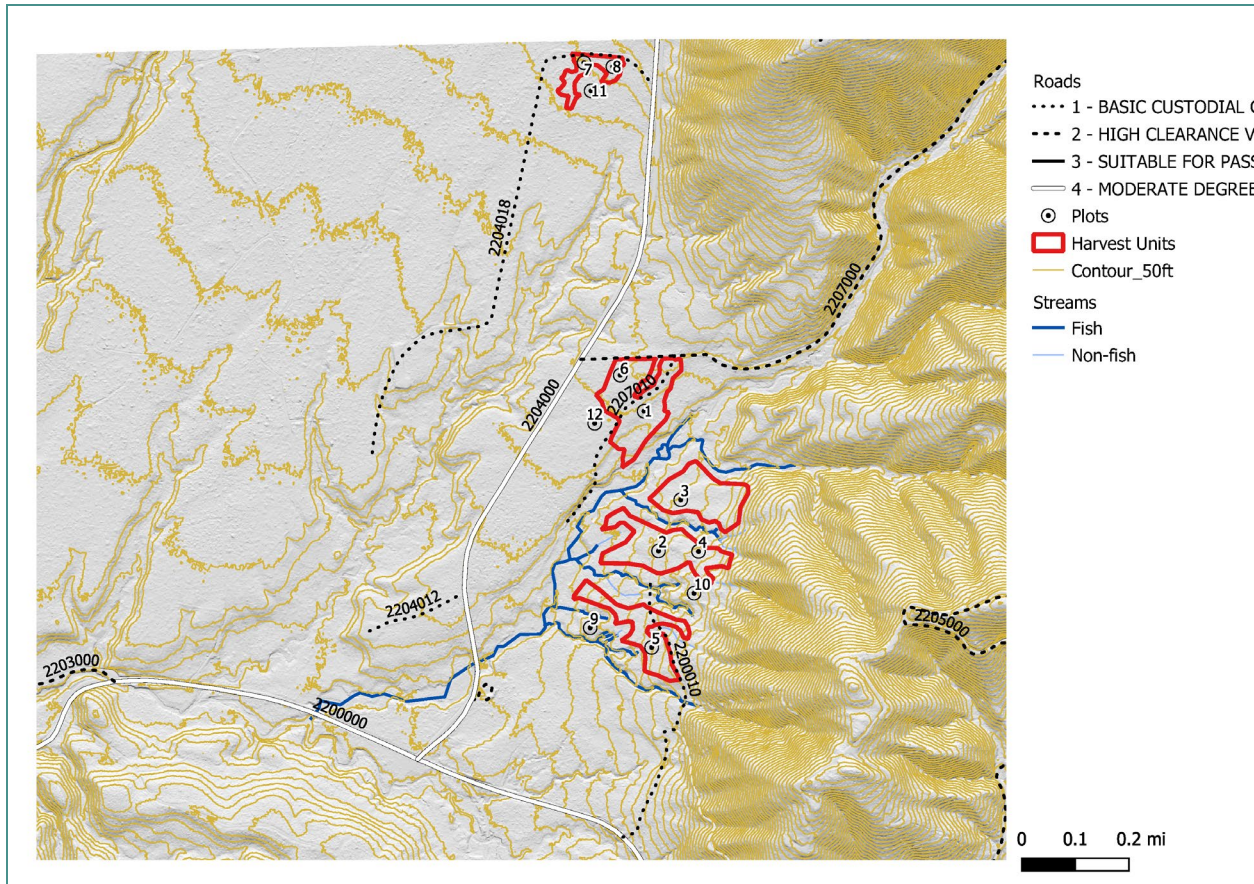 7
8
11
2204018
2207000
6
2207010
2204000
12
1
3
2
4
10
2204012
9
5
2200010
2205000
2203000
2200000
Roads
1 - BASIC CUSTODIAL C
2 - HIGH CLEARANCE V
3 - SUITABLE FOR PASS
4 - MODERATE DEGREE
Plots
Harvest Units
Contour_50ft
Streams
Fish
Non-fish
0 0.1 0.2 mi